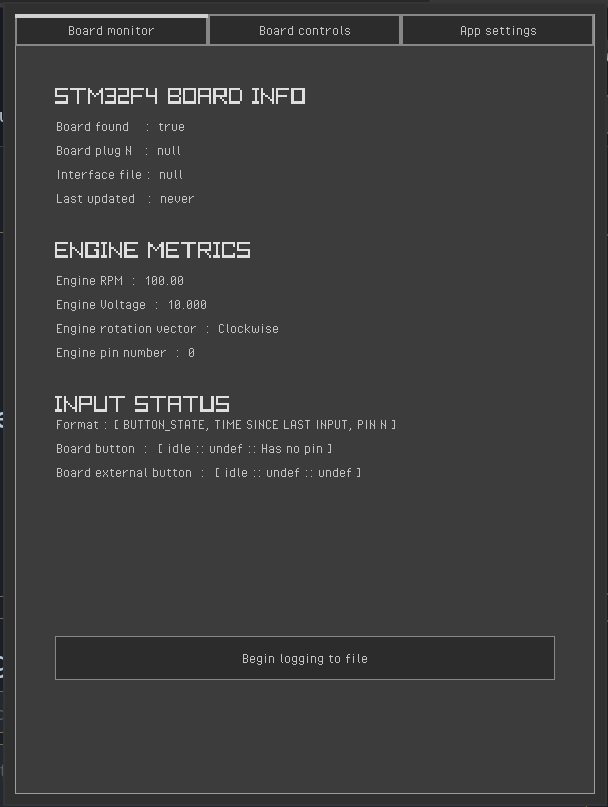 Board monitor
Board controls
App settings
STM32F4 BOARD INFO
Board found : true
Board plug N : null
Interface file : null
Last updated : never
ENGINE METRICS
Engine RPM : 100.00
Engine Voltage : 10.000
Engine rotation vector : Clockwise
Engine pin number : 0
INPUT STATUS
Format : [ BUTTON_STATE, TIME SINCE LAST INPUT, PIN N ]
Board button : [ idle :: undef :: Has no pin ]
Board external button : [ idle :: undef :: undef ]
Begin logging to file